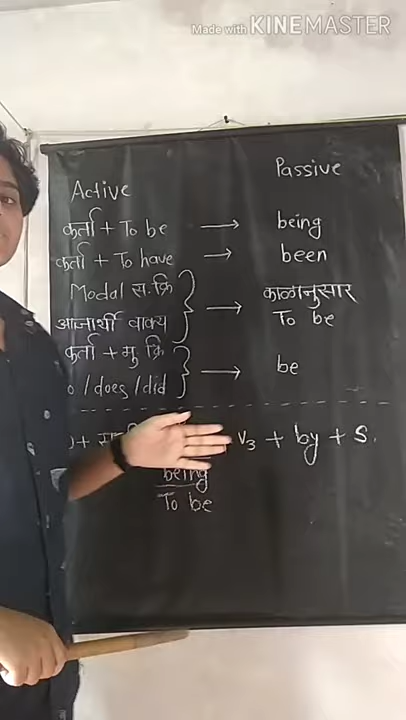 Made with KINEMASTER
Active Passive
कर्ता + To be → being
कर्ता + To have → been
Modal स.क्रि
आज्ञार्थी वाक्य
→ काळानुसार
To be
कर्ता + मु. क्रि
/does/did
→ be
V₃ + by + S.
being
To be